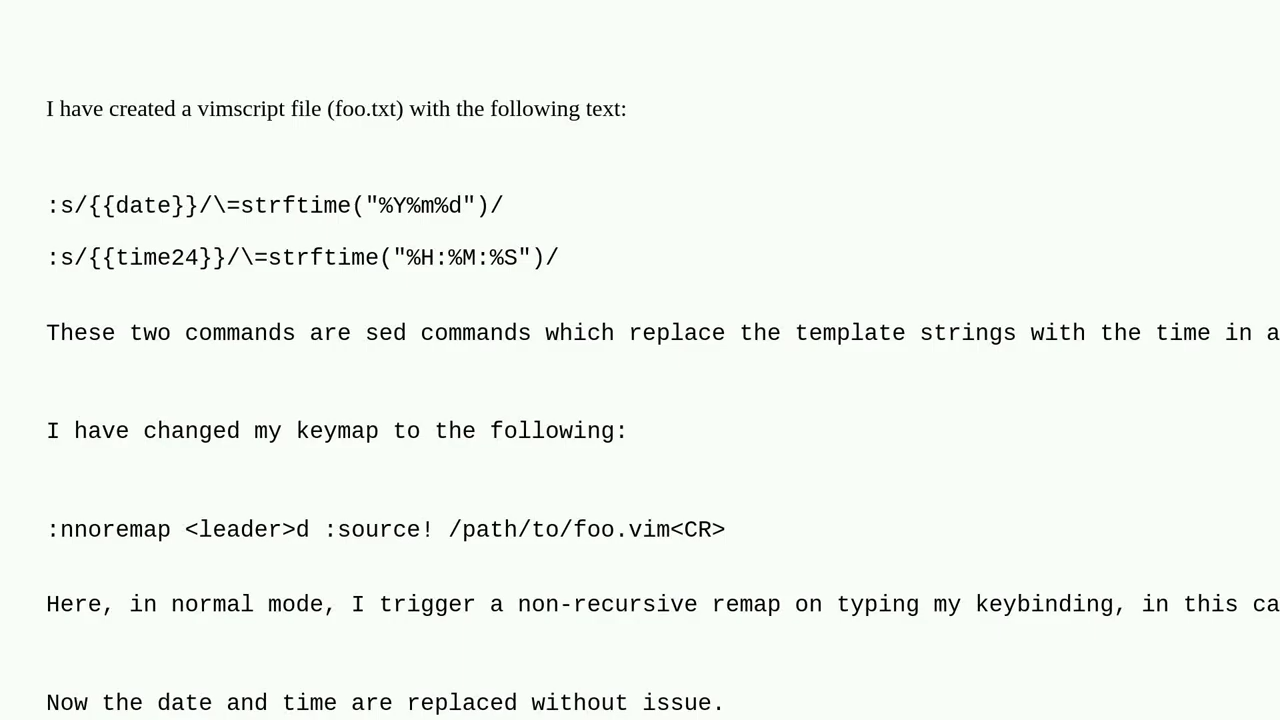 I have created a vimscript file (foo.txt) with the following text:
:s/{{date}}/\=strftime("%Y%m%d")/
:s/{{time24}}/\=strftime("%H:%M:%S")/
These two commands are sed commands which replace the template strings with the time in a
I have changed my keymap to the following:
:nnoremap <leader>d :source! /path/to/foo.vim<CR>
Here, in normal mode, I trigger a non-recursive remap on typing my keybinding, in this ca
Now the date and time are replaced without issue.